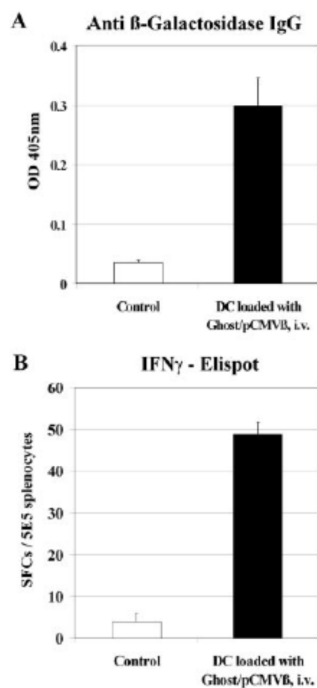 A
Anti ß-Galactosidase IgG
0.4
0.3
0.2
0.1
0
OD 405nm
Control
DC loaded with
Ghost/pCMVß, i.v.
B
IFNγ - Elispot
60
50
40
30
20
10
0
SFCs / 5E5 splenocytes
Control
DC loaded with
Ghost/pCMVß, i.v.